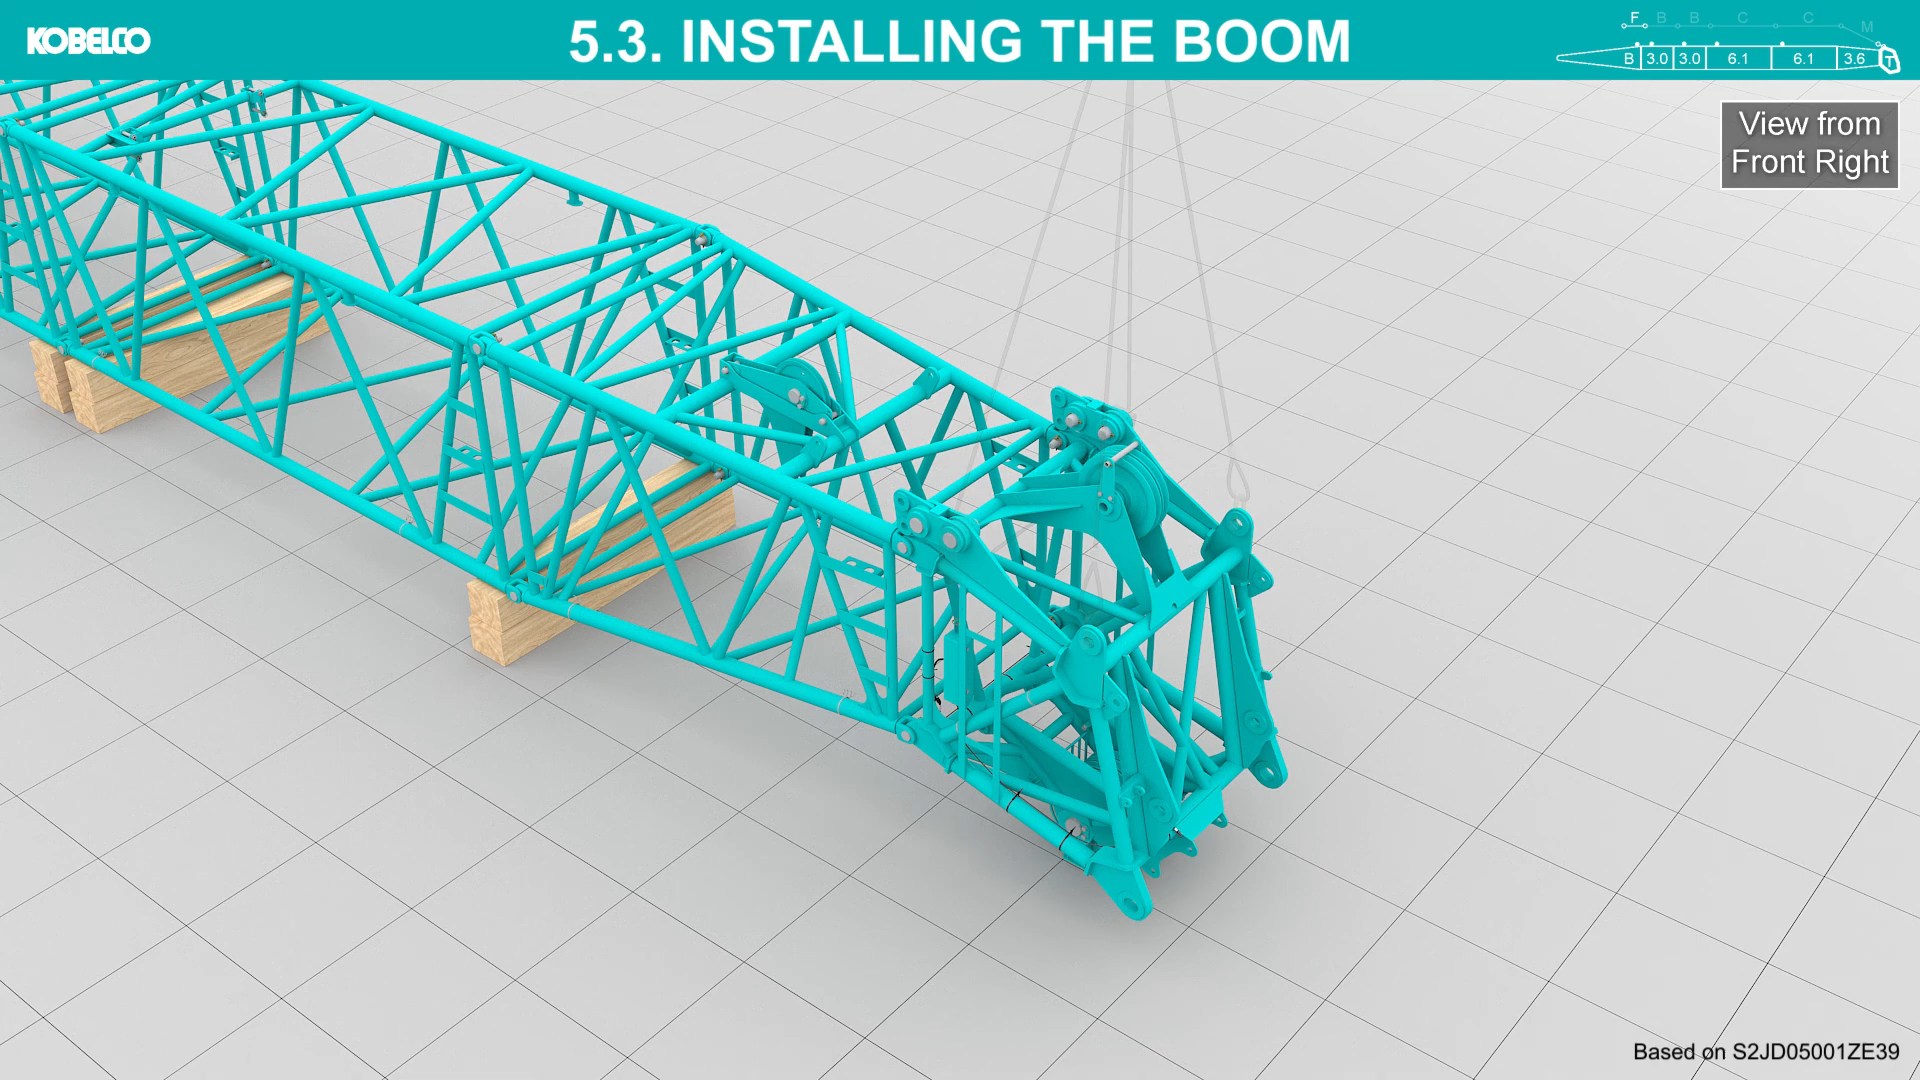 KOBELCO
5.3. INSTALLING THE BOOM
F B B C C M
B 3.0 3.0 6.1 6.1 3.6 T
View from
Front Right
Based on S2JD05001ZE39